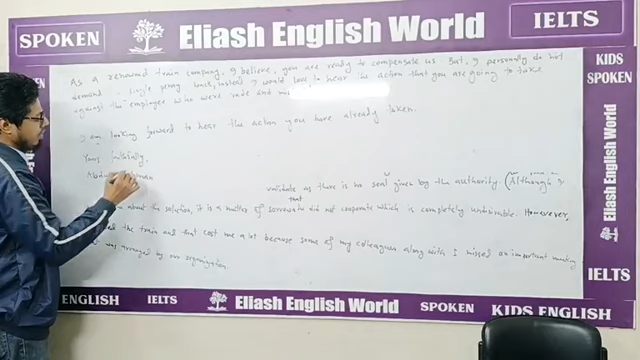 SPOKEN
Eliash English World
IELTS
KIDS
SPOKEN
As a renownd train company, I believe, you are ready to compensate us But, I personally do not
demand single penny back, instead I would love to hear the action that you are going to take
against the employee who were rude and
I am looking forward to hear the action you have already taken.
Yours faithfully,
validate as there is no seal given by the authority (Although I
that
about the solution, it is a matter of sorrow did not cooperate which is completely undesirable. However,
the train and that cost me a lot because some of my colleagues along with I missed an important meeting
was arranged by our organization.
IELTS
ENGLISH
IELTS
Eliash English World
SPOKEN
KIDS ENGLISH